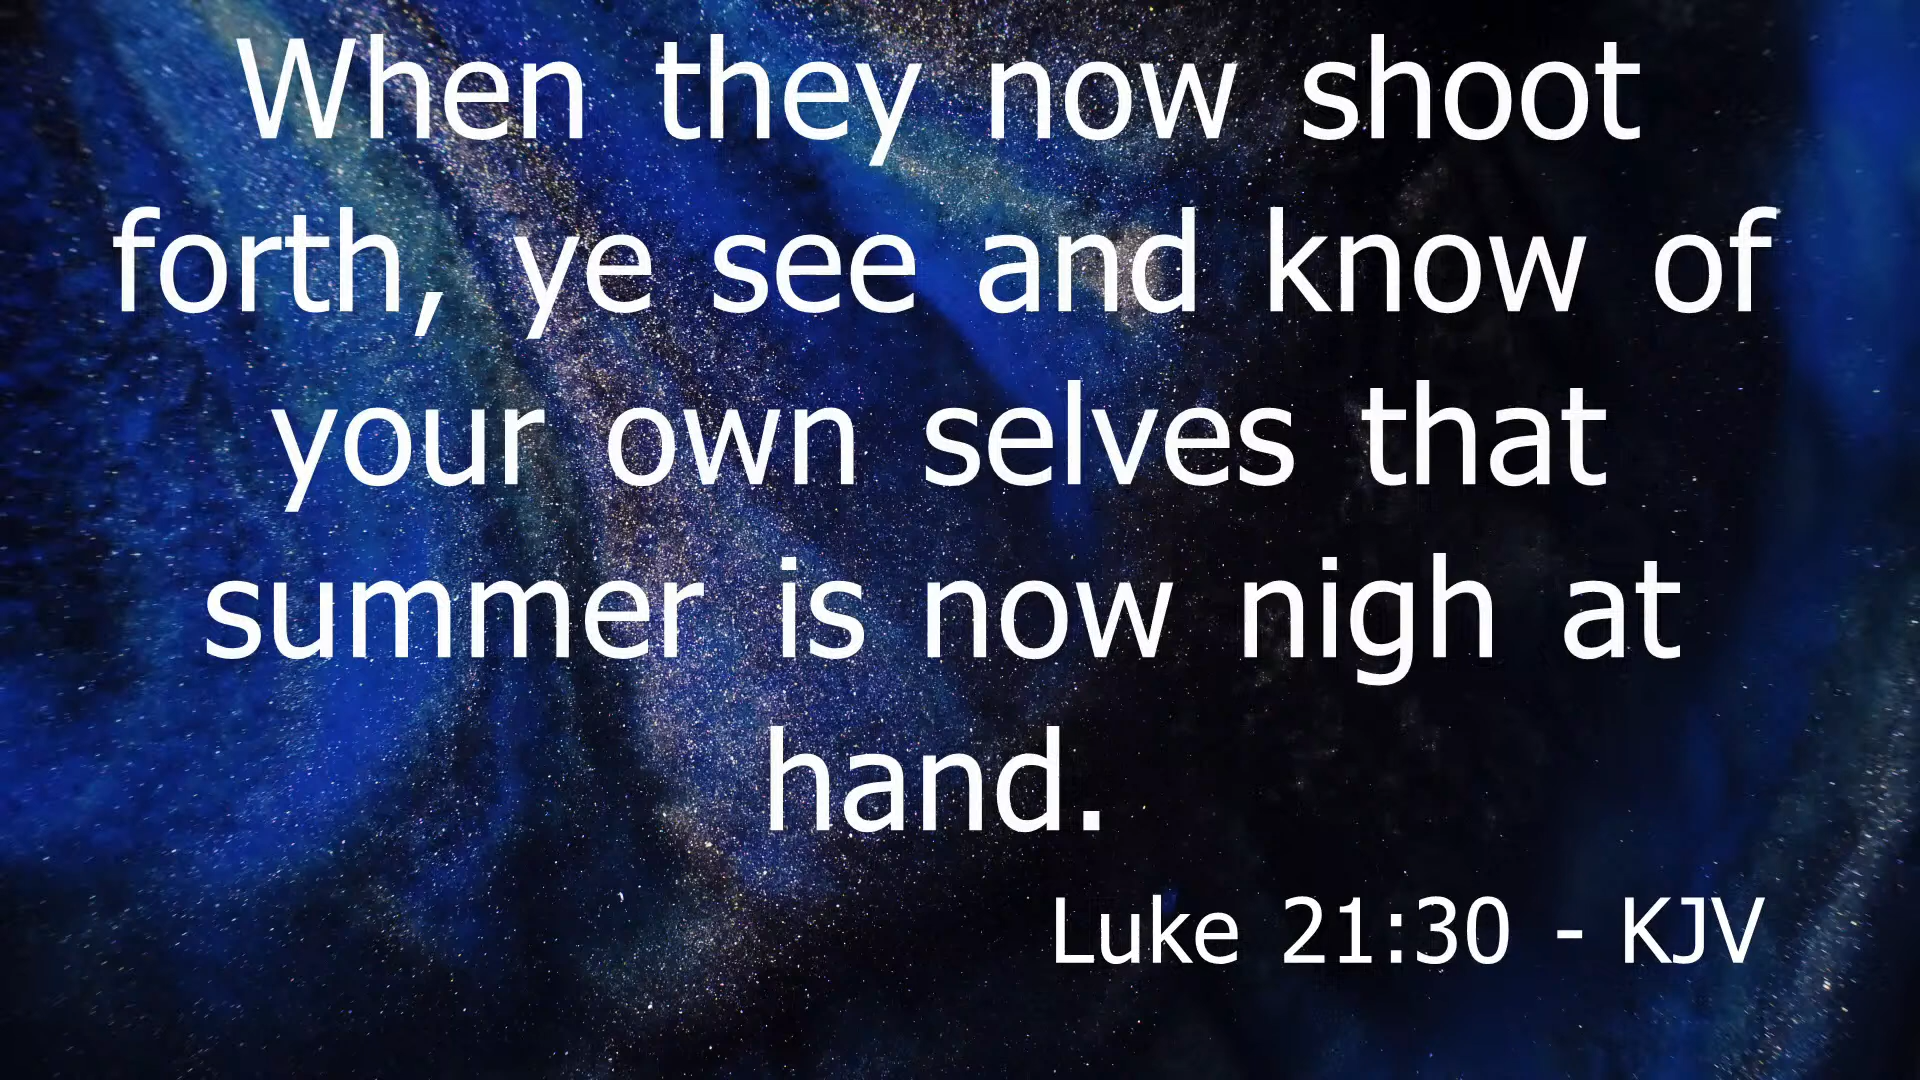 When they now shoot
forth, ye see and know of
your own selves that
summer is now nigh at
hand.
Luke 21:30 - KJV